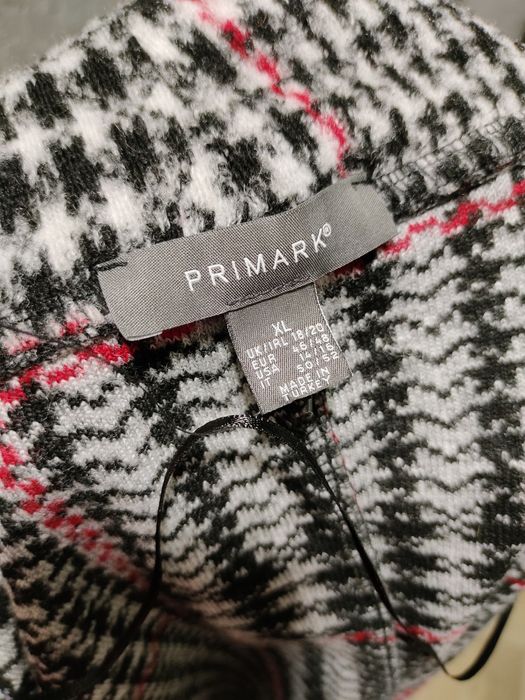 PRIMARK®
XL
UK/IRL 18/20
EUR 46/48
USA 14/16
IT 50/52
MADE IN
TURKEY